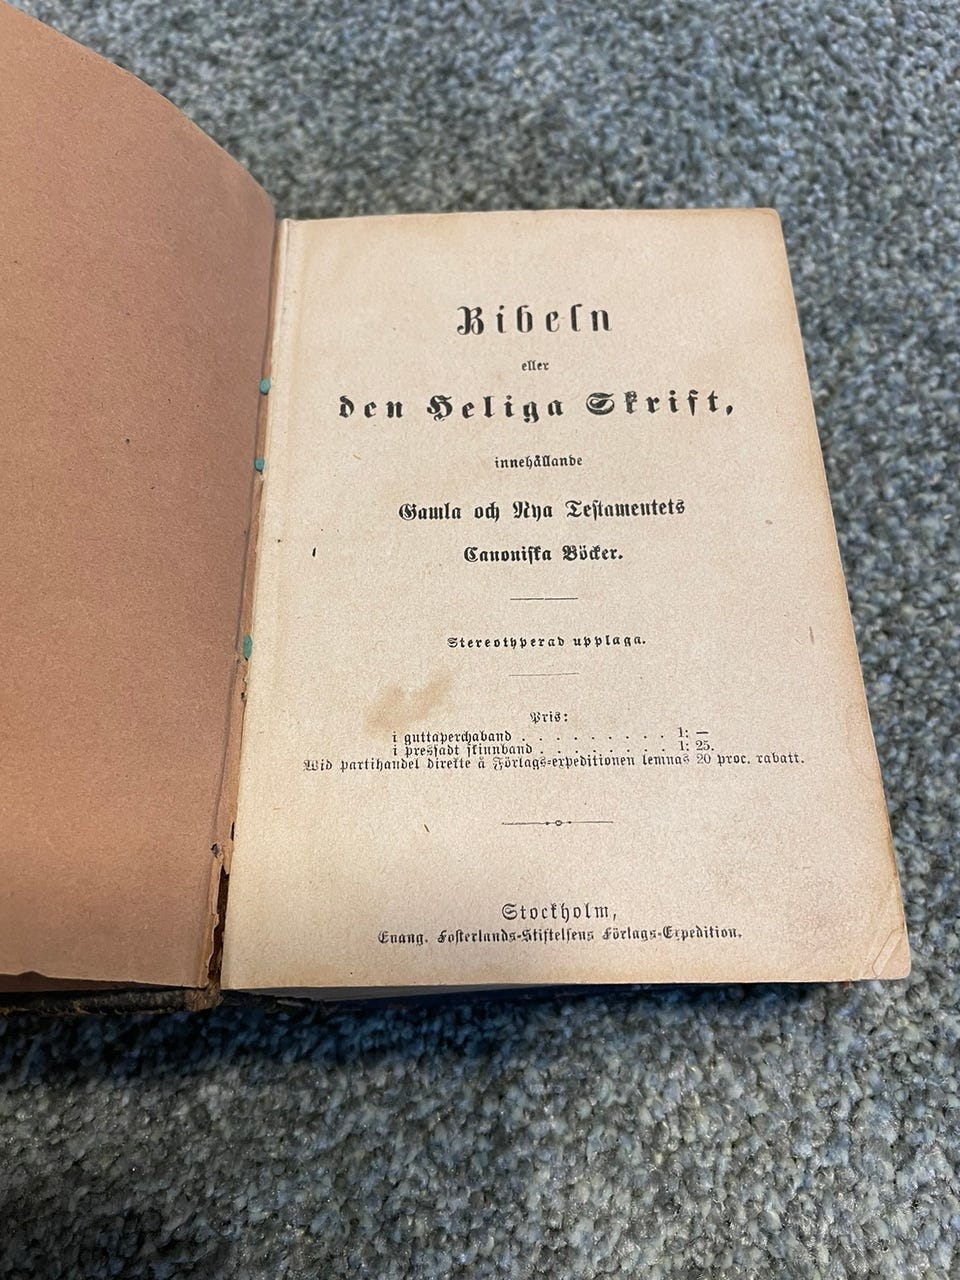 Bibeln
eller
den Heliga Skrift,
innehållande
Gamla och Nya Testamentets
Canoniska Böcker.
Stereotyperad upplaga.
Pris:
i guttaperchaband . . . . . . . . . 1: —
i pressadt skinnband . . . . . . . . 1: 25.
Wid partihandel direkte å Förlags-expeditionen lemnas 20 proc. rabatt.
Stockholm,
Evang. Fosterlands-Stiftelsens Förlags-Expedition.